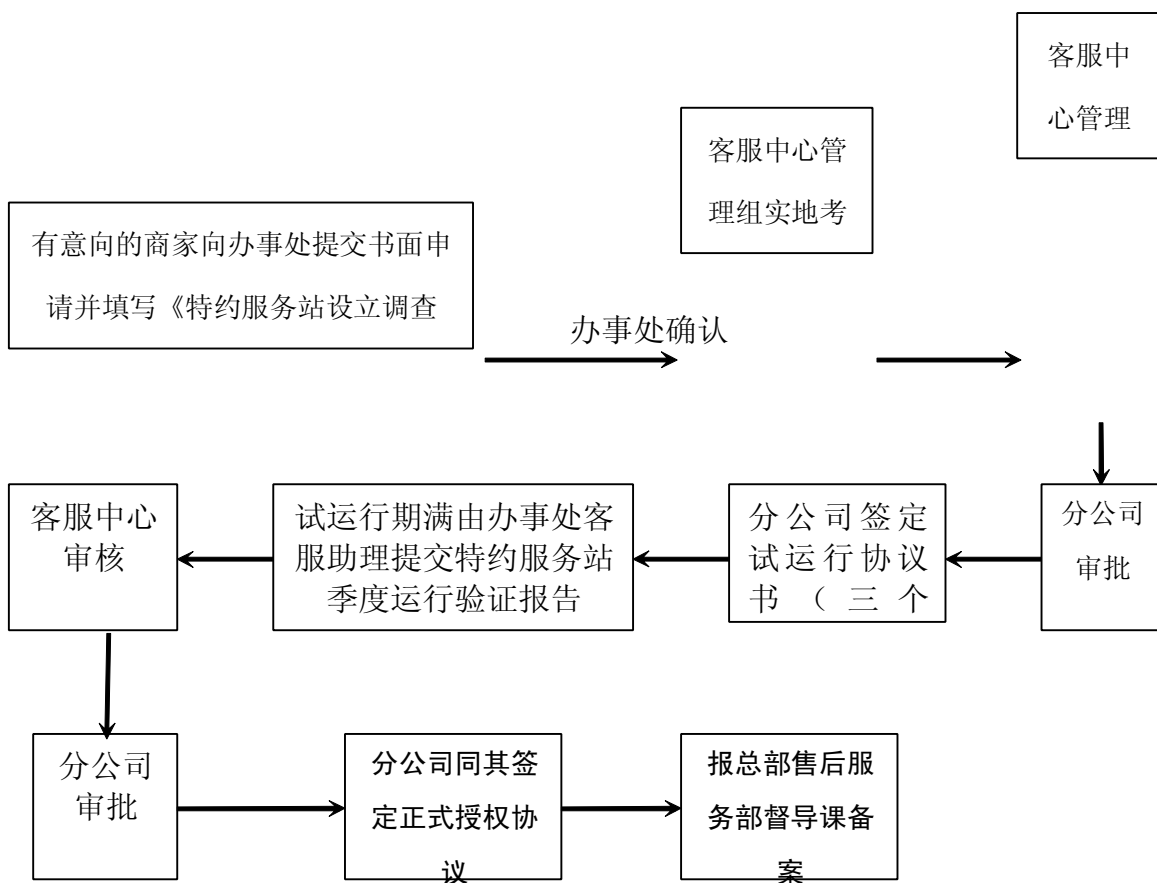 有意向的商家向办事处提交书面申
请并填写《特约服务站设立调查
办事处确认
客服中心管
理组实地考
客服中
心管理
分公司
审批
分公司签定
试运行协议
书（三个
试运行期满由办事处客
服助理提交特约服务站
季度运行验证报告
客服中心
审核
分公司
审批
分公司同其签
定正式授权协
议
报总部售后服
务部督导课备
案